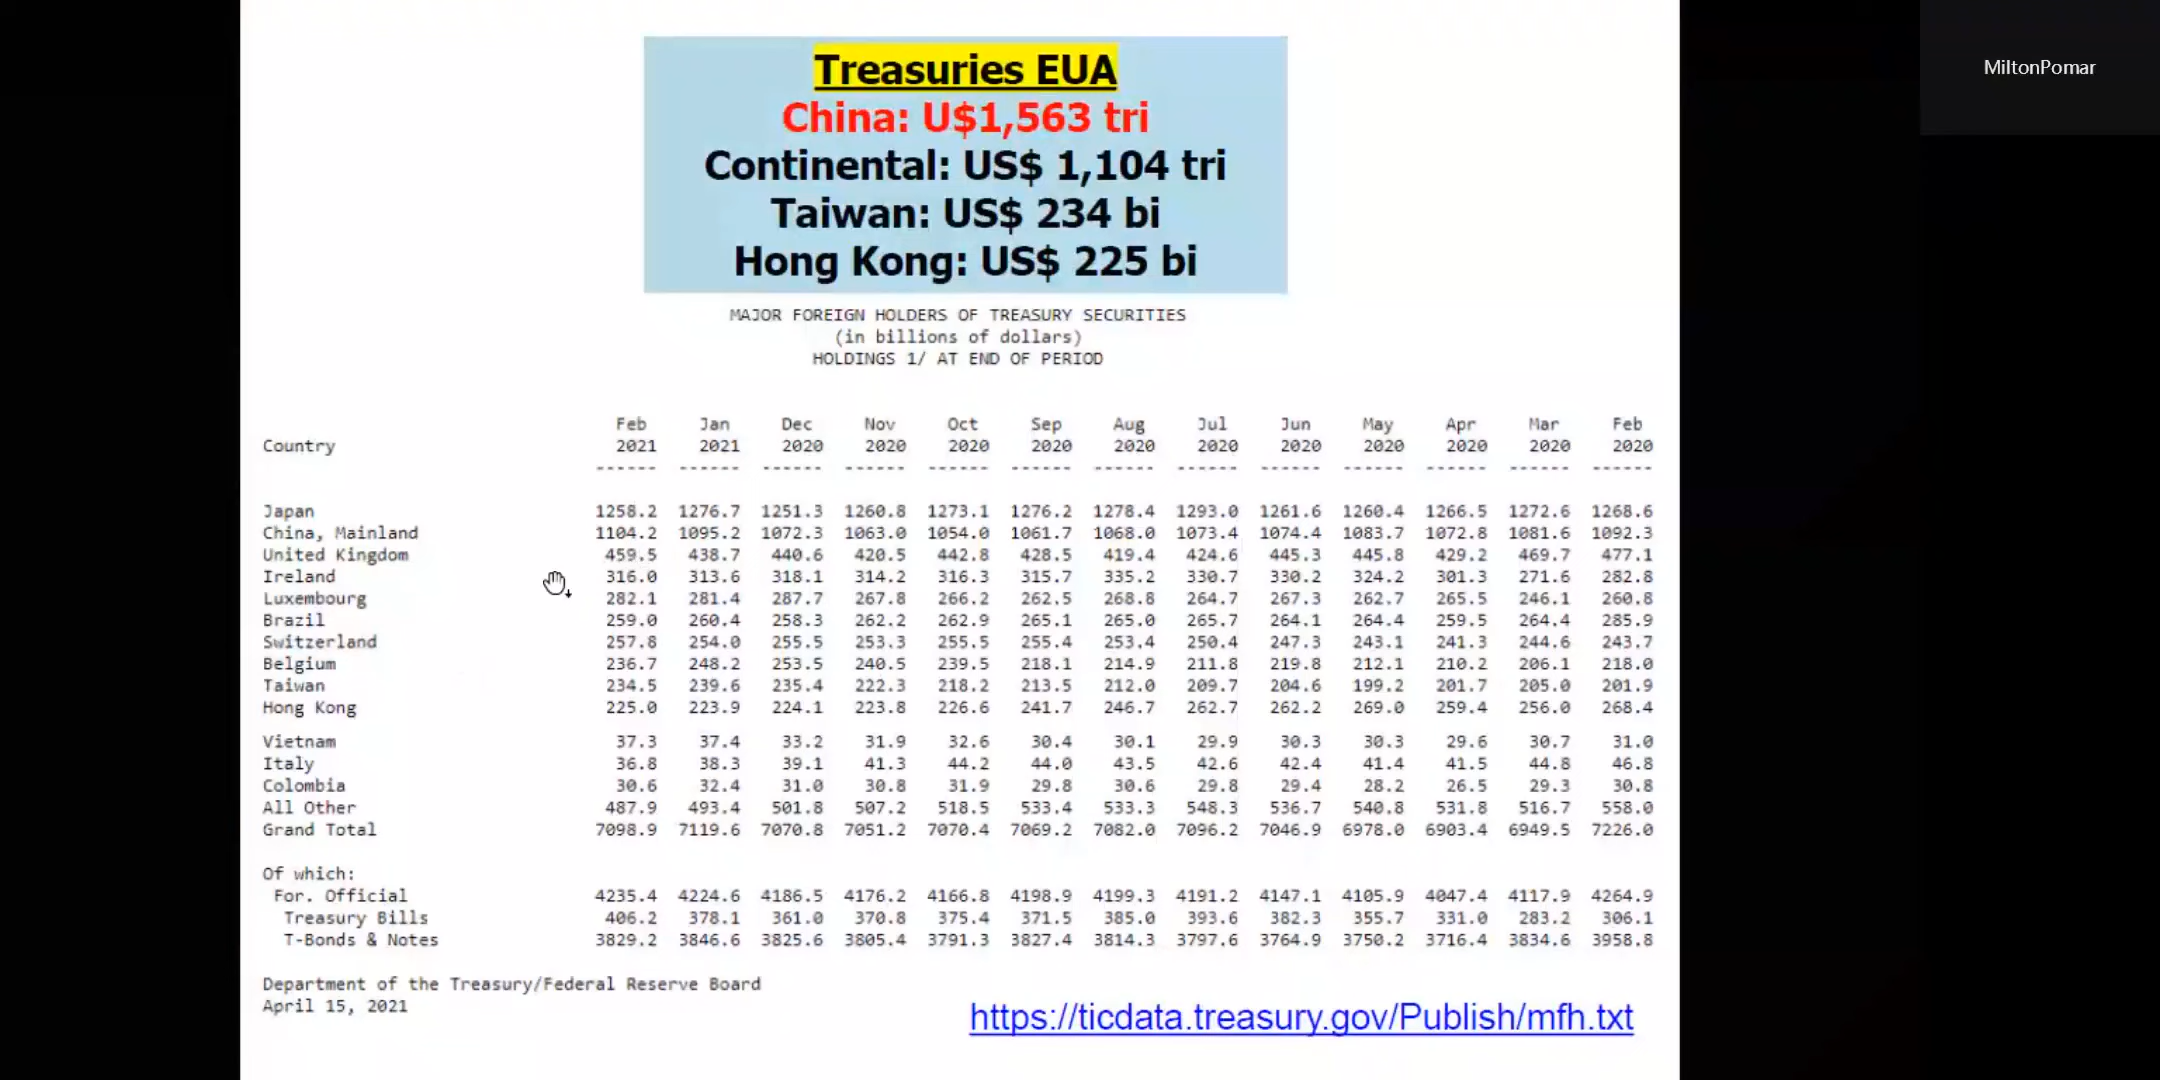 Treasuries EUA
China: U$1,563 tri
Continental: US$ 1,104 tri
Taiwan: US$ 234 bi
Hong Kong: US$ 225 bi
MiltonPomar
MAJOR FOREIGN HOLDERS OF TREASURY SECURITIES
(in billions of dollars)
HOLDINGS 1/ AT END OF PERIOD
Feb Jan Dec Nov Oct Sep Aug Jul Jun May Apr Mar Feb
Country 2021 2021 2020 2020 2020 2020 2020 2020 2020 2020 2020 2020 2020
------ ------ ------ ------ ------ ------ ------ ------ ------ ------ ------ ------ ------
Japan 1258.2 1276.7 1251.3 1260.8 1273.1 1276.2 1278.4 1293.0 1261.6 1260.4 1266.5 1272.6 1268.6
China, Mainland 1104.2 1095.2 1072.3 1063.0 1054.0 1061.7 1068.0 1073.4 1074.4 1083.7 1072.8 1081.6 1092.3
United Kingdom 459.5 438.7 440.6 420.5 442.8 428.5 419.4 424.6 445.3 445.8 429.2 469.7 477.1
Ireland 316.0 313.6 318.1 314.2 316.3 315.7 335.2 330.7 330.2 324.2 301.3 271.6 282.8
Luxembourg 282.1 281.4 287.7 267.8 266.2 262.5 268.8 264.7 267.3 262.7 265.5 246.1 260.8
Brazil 259.0 260.4 258.3 262.2 262.9 265.1 265.0 265.7 264.1 264.4 259.5 264.4 285.9
Switzerland 257.8 254.0 255.5 253.3 255.5 255.4 253.4 250.4 247.3 243.1 241.3 244.6 243.7
Belgium 236.7 248.2 253.5 240.5 239.5 218.1 214.9 211.8 219.8 212.1 210.2 206.1 218.0
Taiwan 234.5 239.6 235.4 222.3 218.2 213.5 212.0 209.7 204.6 199.2 201.7 205.0 201.9
Hong Kong 225.0 223.9 224.1 223.8 226.6 241.7 246.7 262.7 262.2 269.0 259.4 256.0 268.4
Vietnam 37.3 37.4 33.2 31.9 32.6 30.4 30.1 29.9 30.3 30.3 29.6 30.7 31.0
Italy 36.8 38.3 39.1 41.3 44.2 44.0 43.5 42.6 42.4 41.4 41.5 44.8 46.8
Colombia 30.6 32.4 31.0 30.8 31.9 29.8 30.6 29.8 29.4 28.2 26.5 29.3 30.8
All Other 487.9 493.4 501.8 507.2 518.5 533.4 533.3 548.3 536.7 540.8 531.8 516.7 558.0
Grand Total 7098.9 7119.6 7070.8 7051.2 7070.4 7069.2 7082.0 7096.2 7046.9 6978.0 6903.4 6949.5 7226.0
Of which:
For. Official 4235.4 4224.6 4186.5 4176.2 4166.8 4198.9 4199.3 4191.2 4147.1 4105.9 4047.4 4117.9 4264.9
Treasury Bills 406.2 378.1 361.0 370.8 375.4 371.5 385.0 393.6 382.3 355.7 331.0 283.2 306.1
T-Bonds & Notes 3829.2 3846.6 3825.6 3805.4 3791.3 3827.4 3814.3 3797.6 3764.9 3750.2 3716.4 3834.6 3958.8
Department of the Treasury/Federal Reserve Board
April 15, 2021
https://ticdata.treasury.gov/Publish/mfh.txt